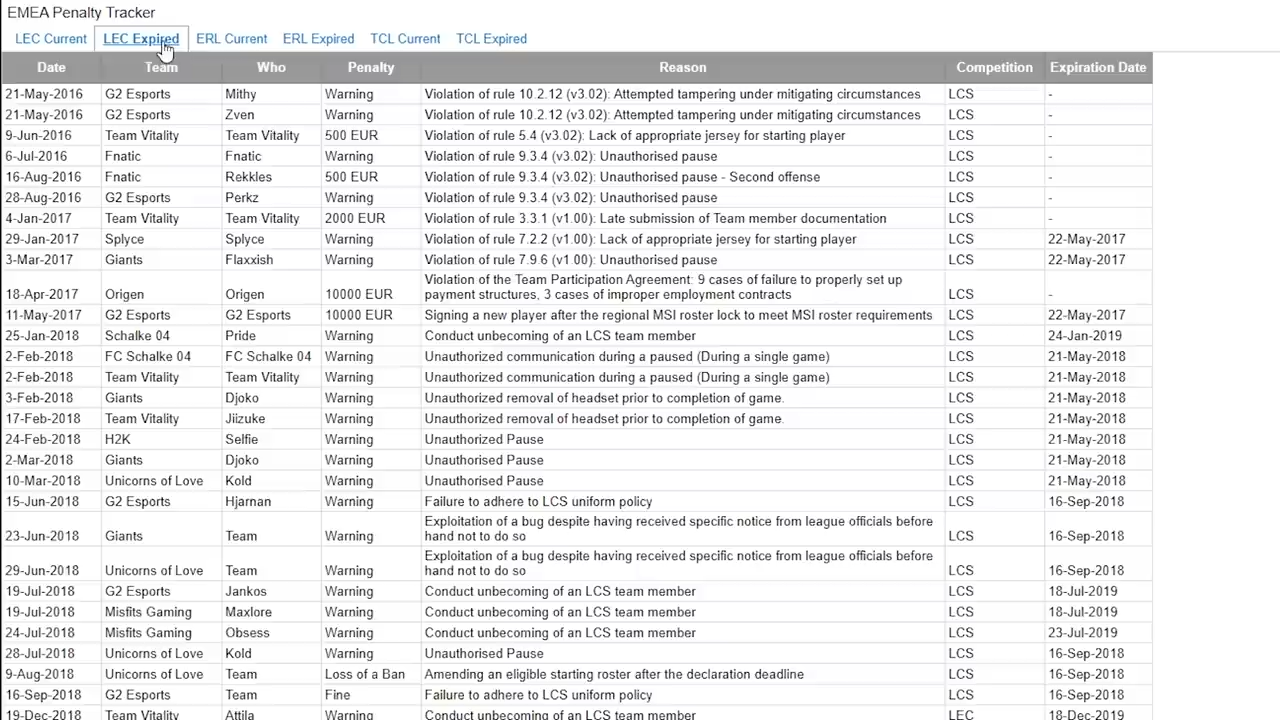 EMEA Penalty Tracker
LEC Current LEC Expired ERL Current ERL Expired TCL Current TCL Expired
Date Team Who Penalty Reason Competition Expiration Date
21-May-2016 G2 Esports Mithy Warning Violation of rule 10.2.12 (v3.02): Attempted tampering under mitigating circumstances LCS -
21-May-2016 G2 Esports Zven Warning Violation of rule 10.2.12 (v3.02): Attempted tampering under mitigating circumstances LCS -
9-Jun-2016 Team Vitality Team Vitality 500 EUR Violation of rule 5.4 (v3.02): Lack of appropriate jersey for starting player LCS -
6-Jul-2016 Fnatic Fnatic Warning Violation of rule 9.3.4 (v3.02): Unauthorised pause LCS -
16-Aug-2016 Fnatic Rekkles 500 EUR Violation of rule 9.3.4 (v3.02): Unauthorised pause - Second offense LCS -
28-Aug-2016 G2 Esports Perkz Warning Violation of rule 9.3.4 (v3.02): Unauthorised pause LCS -
4-Jan-2017 Team Vitality Team Vitality 2000 EUR Violation of rule 3.3.1 (v1.00): Late submission of Team member documentation LCS -
29-Jan-2017 Splyce Splyce Warning Violation of rule 7.2.2 (v1.00): Lack of appropriate jersey for starting player LCS 22-May-2017
3-Mar-2017 Giants Flaxxish Warning Violation of rule 7.9.6 (v1.00): Unauthorised pause LCS 22-May-2017
Violation of the Team Participation Agreement: 9 cases of failure to properly set up
18-Apr-2017 Origen Origen 10000 EUR payment structures, 3 cases of improper employment contracts LCS -
11-May-2017 G2 Esports G2 Esports 10000 EUR Signing a new player after the regional MSI roster lock to meet MSI roster requirements LCS 22-May-2017
25-Jan-2018 Schalke 04 Pride Warning Conduct unbecoming of an LCS team member LCS 24-Jan-2019
2-Feb-2018 FC Schalke 04 FC Schalke 04 Warning Unauthorized communication during a paused (During a single game) LCS 21-May-2018
2-Feb-2018 Team Vitality Team Vitality Warning Unauthorized communication during a paused (During a single game) LCS 21-May-2018
3-Feb-2018 Giants Djoko Warning Unauthorized removal of headset prior to completion of game. LCS 21-May-2018
17-Feb-2018 Team Vitality Jiizuke Warning Unauthorized removal of headset prior to completion of game. LCS 21-May-2018
24-Feb-2018 H2K Selfie Warning Unauthorized Pause LCS 21-May-2018
2-Mar-2018 Giants Djoko Warning Unauthorised Pause LCS 21-May-2018
10-Mar-2018 Unicorns of Love Kold Warning Unauthorised Pause LCS 21-May-2018
15-Jun-2018 G2 Esports Hjarnan Warning Failure to adhere to LCS uniform policy LCS 16-Sep-2018
Exploitation of a bug despite having received specific notice from league officials before
23-Jun-2018 Giants Team Warning hand not to do so LCS 16-Sep-2018
Exploitation of a bug despite having received specific notice from league officials before
29-Jun-2018 Unicorns of Love Team Warning hand not to do so LCS 16-Sep-2018
19-Jul-2018 G2 Esports Jankos Warning Conduct unbecoming of an LCS team member LCS 18-Jul-2019
19-Jul-2018 Misfits Gaming Maxlore Warning Conduct unbecoming of an LCS team member LCS 18-Jul-2019
24-Jul-2018 Misfits Gaming Obsess Warning Conduct unbecoming of an LCS team member LCS 23-Jul-2019
28-Jul-2018 Unicorns of Love Kold Warning Unauthorised Pause LCS 16-Sep-2018
9-Aug-2018 Unicorns of Love Team Loss of a Ban Amending an eligible starting roster after the declaration deadline LCS 16-Sep-2018
16-Sep-2018 G2 Esports Team Fine Failure to adhere to LCS uniform policy LCS 16-Sep-2018
19-Dec-2018 Team Vitality Attila Warning Conduct unbecoming of an LCS team member LEC 18-Dec-2019